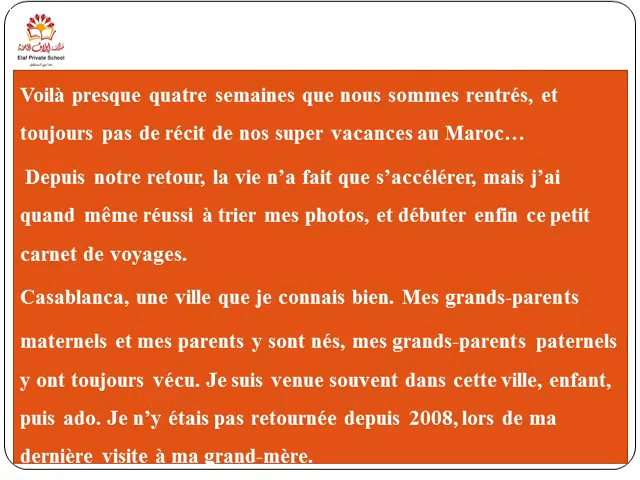 Elaf Private School
Voilà presque quatre semaines que nous sommes rentrés, et
toujours pas de récit de nos super vacances au Maroc…
Depuis notre retour, la vie n’a fait que s’accélérer, mais j’ai
quand même réussi à trier mes photos, et débuter enfin ce petit
carnet de voyages.
Casablanca, une ville que je connais bien. Mes grands-parents
maternels et mes parents y sont nés, mes grands-parents paternels
y ont toujours vécu. Je suis venue souvent dans cette ville, enfant,
puis ado. Je n’y étais pas retournée depuis 2008, lors de ma
dernière visite à ma grand-mère.